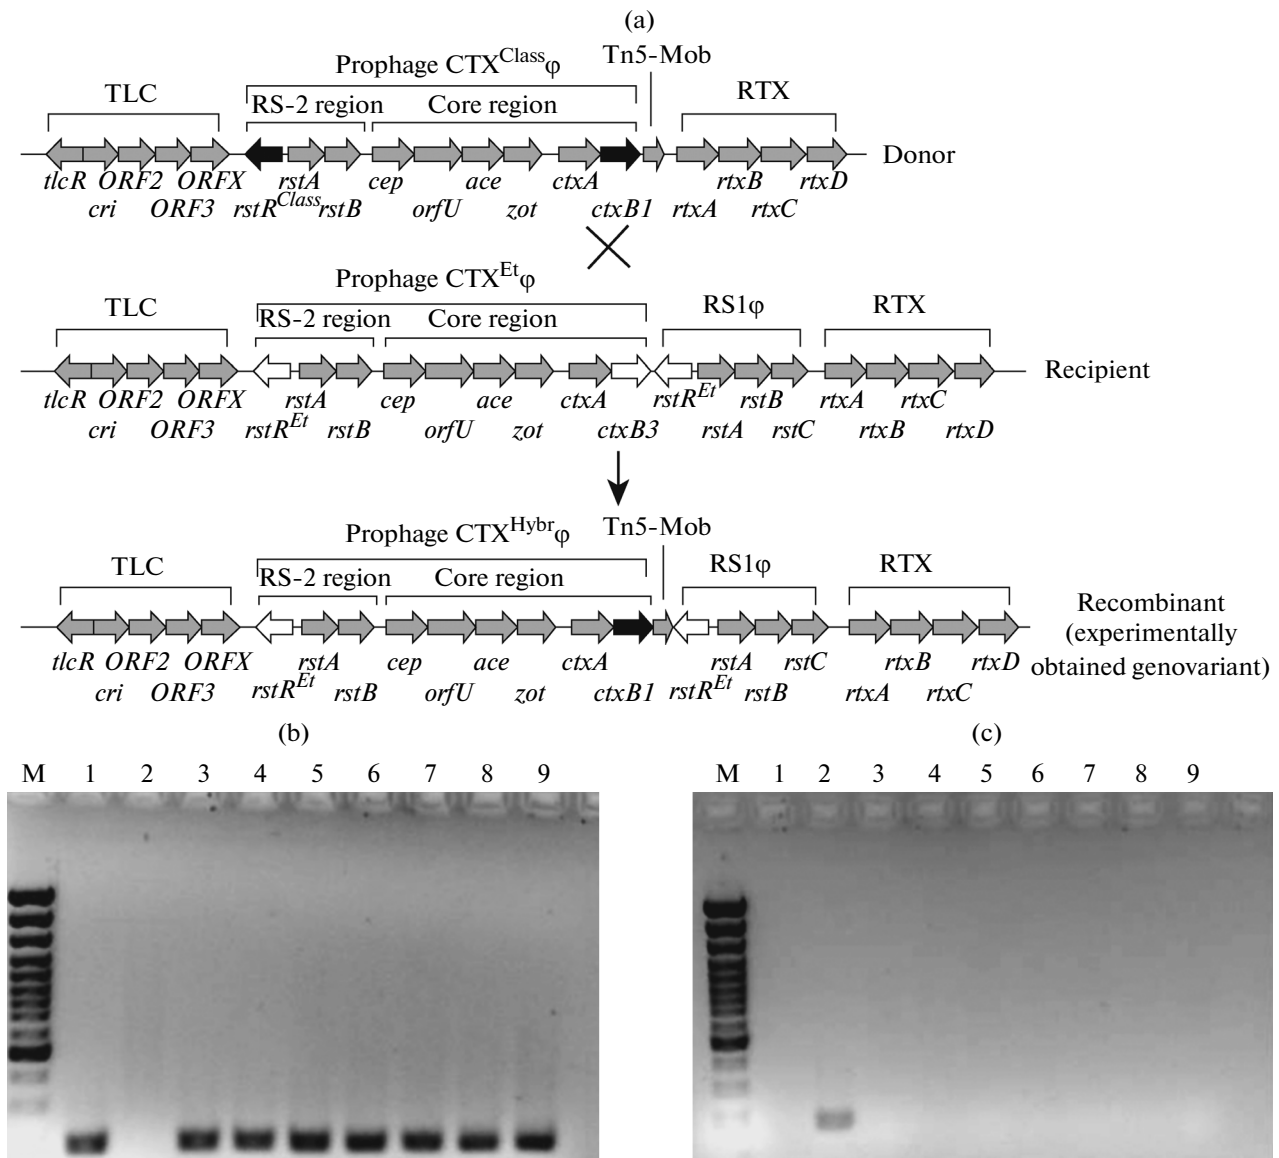 (a)
Tn5-Mob
Prophage CTX^Class φ
TLC
RTX
RS-2 region Core region
Donor
tlcR ORF2 ORFX rstA cep ace ctxA rtxB rtxD
cri ORF3 rstR^Class rstB orfU zot ctxB1 rtxA rtxC
Prophage CTX^Et φ
TLC RS1φ RTX
RS-2 region Core region
Recipient
tlcR ORF2 ORFX rstA cep ace ctxA rstR^Et rstB rtxA rtxC
cri ORF3 rstR^Et rstB orfU zot ctxB3 rstA rstC rtxB rtxD
Tn5-Mob
Prophage CTX^Hybr φ
TLC RS1φ RTX
RS-2 region Core region
Recombinant
(experimentally
obtained genovariant)
tlcR ORF2 ORFX rstA cep ace ctxA rstA rstC rtxB rtxD
cri ORF3 rstR^Et rstB orfU zot ctxB1 rstR^Et rstB rtxA rtxC
(b)
M 1 2 3 4 5 6 7 8 9
(c)
M 1 2 3 4 5 6 7 8 9